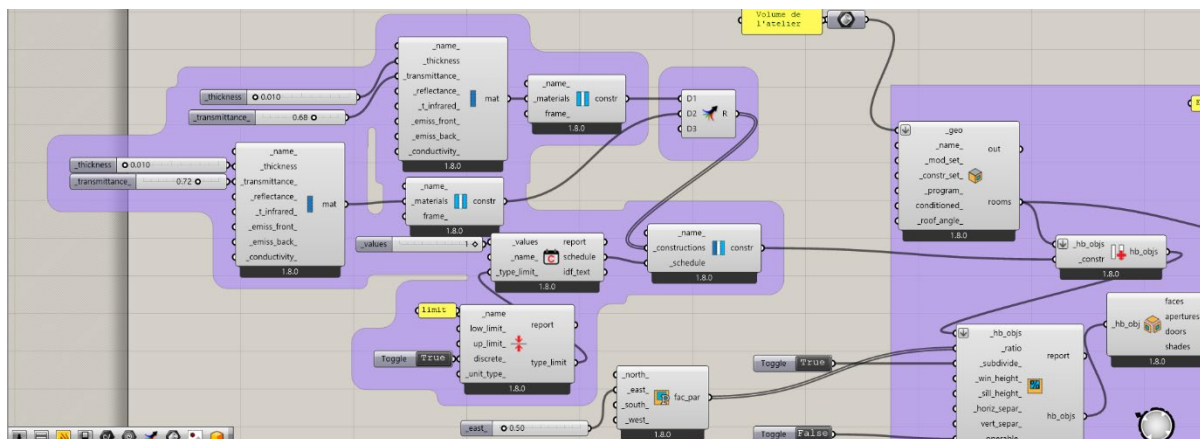 Volume de
l'atelier
_name_
_thickness
_transmittance_
_reflectance_
_t_infrared_
_emiss_front_
_emiss_back_
_conductivity_
mat
1.8.0
_thickness
0.010
_transmittance_
0.68
_name_
_materials
frame_
constr
1.8.0
D1
D2
D3
R
_thickness
0.010
_transmittance_
0.72
_name_
_thickness
_transmittance_
_reflectance_
_t_infrared_
_emiss_front_
_emiss_back_
_conductivity_
mat
1.8.0
_name_
_materials
frame_
constr
1.8.0
_values
1
_values
_name_
_type_limit_
report
schedule
idf_text
1.8.0
_name_
_constructions
_schedule_
constr
1.8.0
limit
_name
low_limit_
up_limit_
discrete_
_unit_type_
report
type_limit
1.8.0
Toggle
True
_east_
0.50
_north_
_east_
_south_
_west_
fac_par
1.8.0
_geo
_name_
_mod_set_
_constr_set_
_program_
conditioned_
_roof_angle_
out
rooms
1.8.0
_hb_objs
_constr
hb_objs
1.8.0
_hb_obj
faces
apertures
doors
shades
1.8.0
Toggle
True
Toggle
False
_hb_objs
_ratio
_subdivide_
_win_height_
_sill_height_
_horiz_separ_
vert_separ_
operable_
report
hb_objs